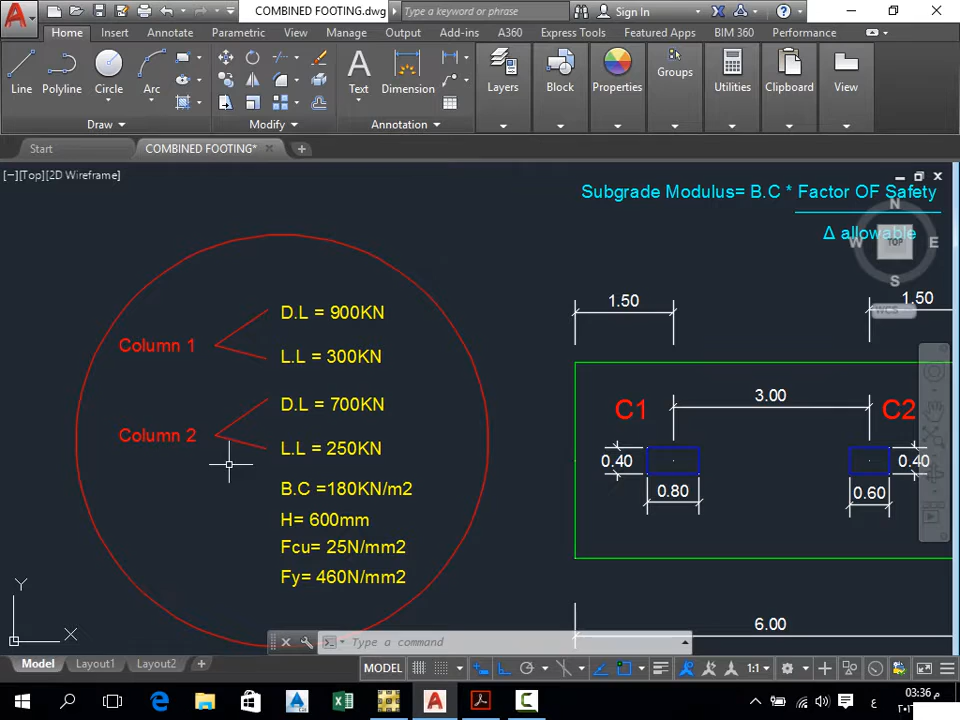 COMBINED FOOTING.dwg
Type a keyword or phrase
Sign In
Home Insert Annotate Parametric View Manage Output Add-ins A360 Express Tools Featured Apps BIM 360 Performance
Line Polyline Circle Arc Text Dimension Layers Block Properties Groups Utilities Clipboard View
Draw Modify Annotation
Start COMBINED FOOTING*
[−][Top][2D Wireframe]
Subgrade Modulus= B.C * Factor OF Safety
Δ allowable
N
W TOP E
S
WCS
1.50 1.50
D.L = 900KN
Column 1
L.L = 300KN
D.L = 700KN
Column 2
L.L = 250KN
B.C =180KN/m2
H= 600mm
Fcu= 25N/mm2
Fy= 460N/mm2
C1 3.00 C2
0.40 0.40
0.80 0.60
6.00
Y
X
Type a command
Model Layout1 Layout2
MODEL 1:1
03:36 م